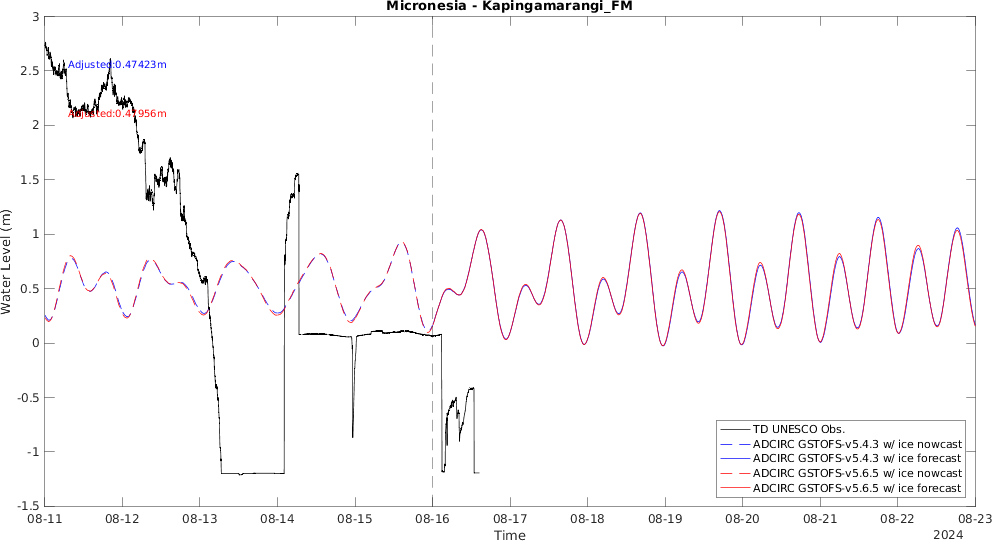 Micronesia - Kapingamarangi_FM
Water Level (m)
3
2.5
2
1.5
1
0.5
0
-0.5
-1
-1.5
Adjusted:0.47423m
Adjusted:0.47956m
TD UNESCO Obs.
ADCIRC GSTOFS-v5.4.3 w/ ice nowcast
ADCIRC GSTOFS-v5.4.3 w/ ice forecast
ADCIRC GSTOFS-v5.6.5 w/ ice nowcast
ADCIRC GSTOFS-v5.6.5 w/ ice forecast
08-11 08-12 08-13 08-14 08-15 08-16 08-17 08-18 08-19 08-20 08-21 08-22 08-23
Time
2024